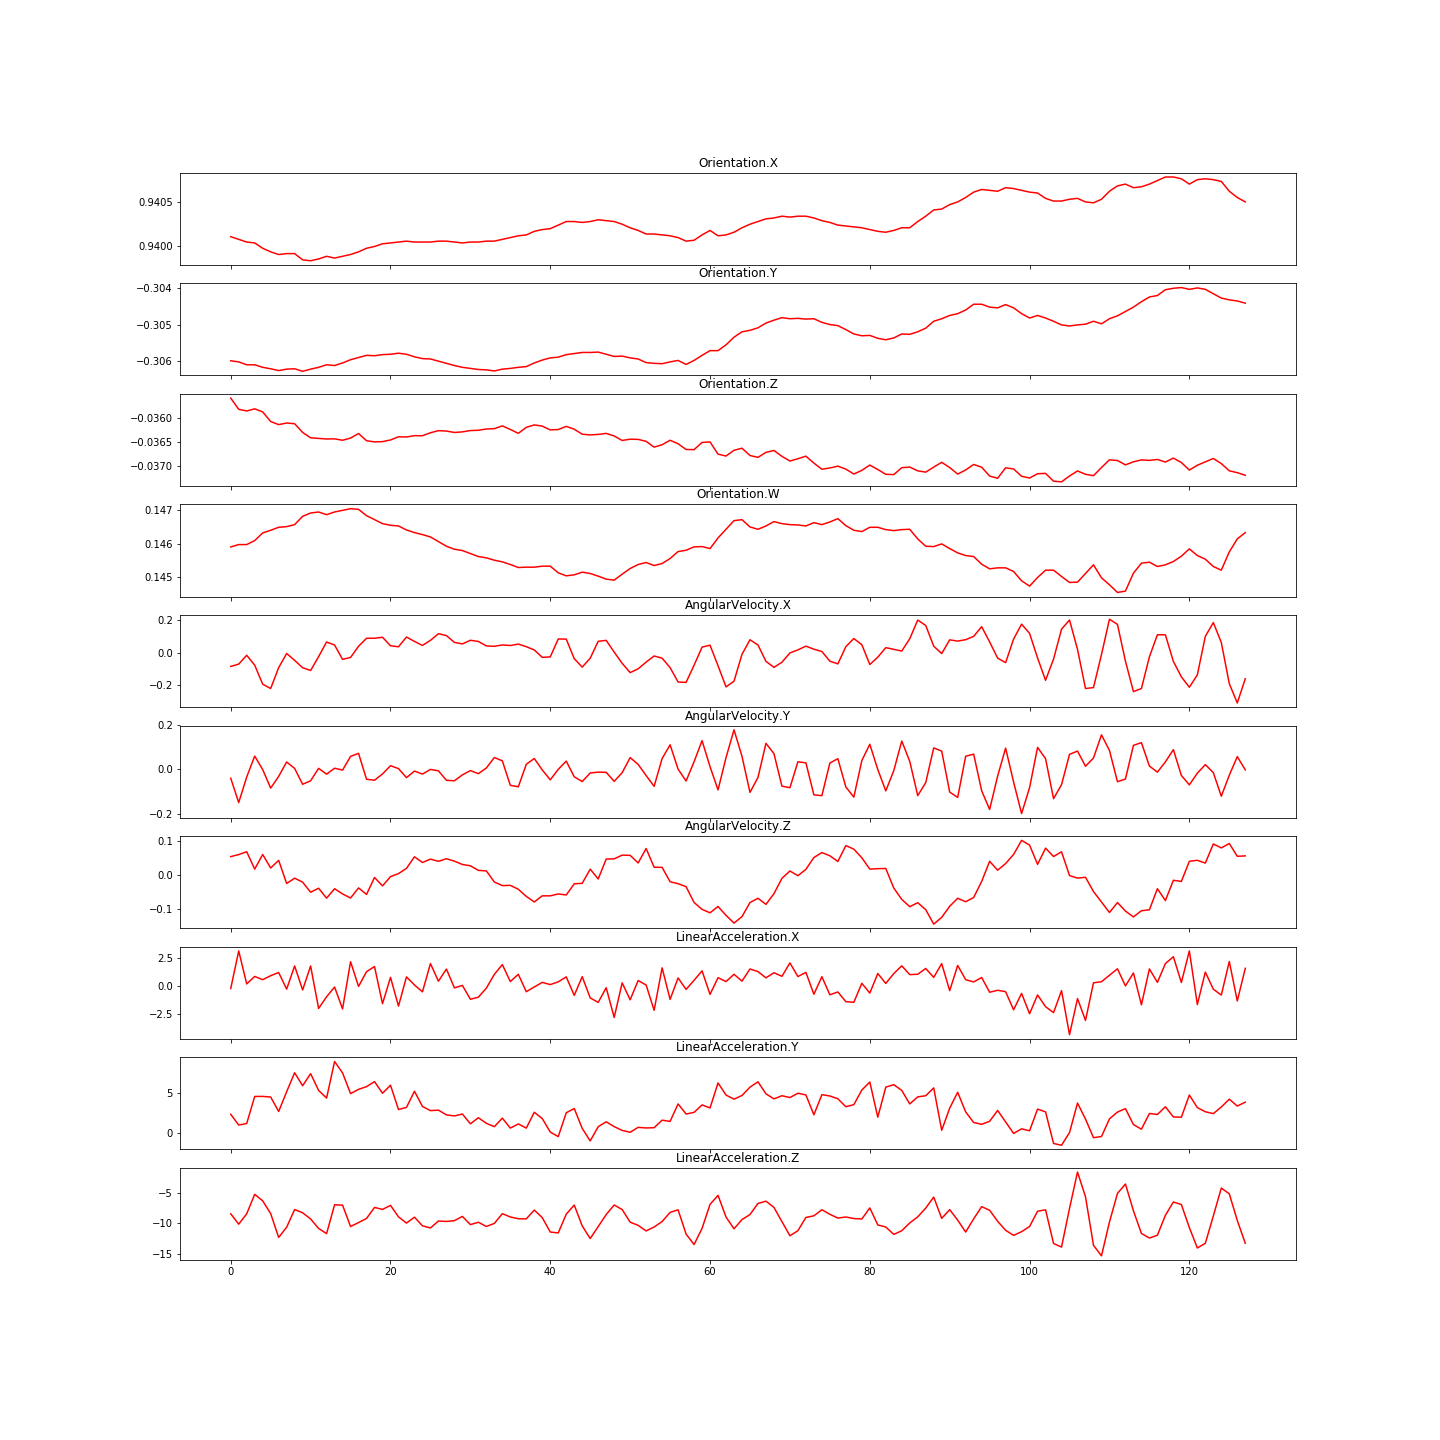 Orientation.X
0.9405
0.9400
Orientation.Y
−0.304
−0.305
−0.306
Orientation.Z
−0.0360
−0.0365
−0.0370
Orientation.W
0.147
0.146
0.145
AngularVelocity.X
0.2
0.0
−0.2
AngularVelocity.Y
0.2
0.0
−0.2
AngularVelocity.Z
0.1
0.0
−0.1
LinearAcceleration.X
2.5
0.0
−2.5
LinearAcceleration.Y
5
0
LinearAcceleration.Z
−5
−10
−15
0 20 40 60 80 100 120